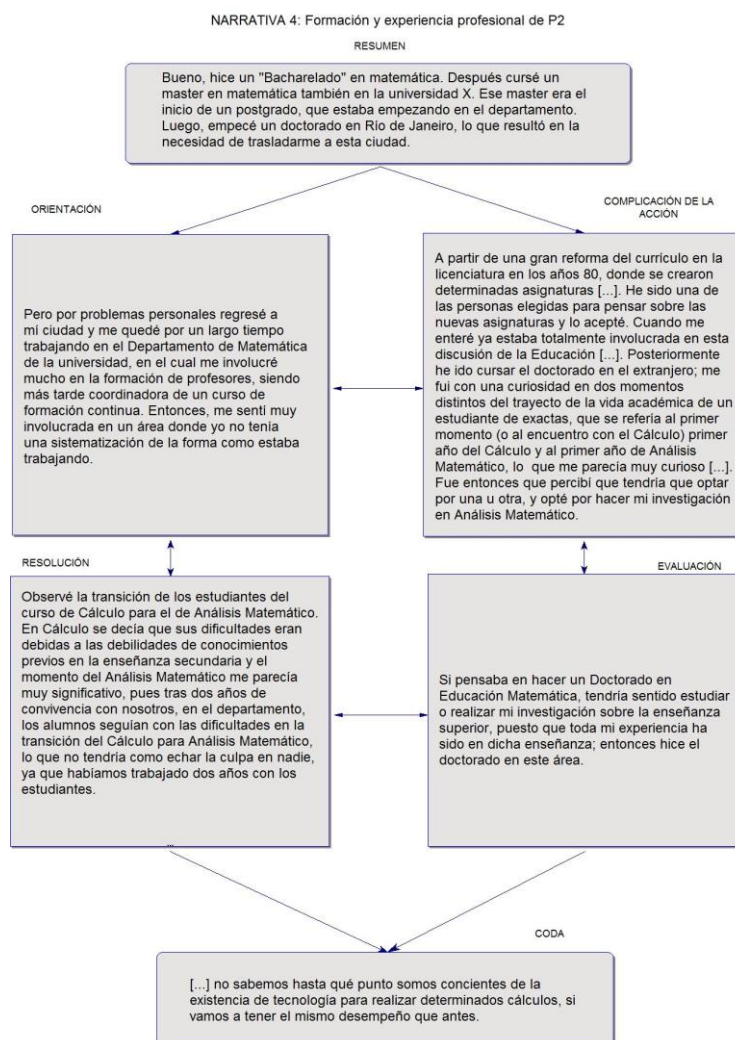 NARRATIVA 4: Formación y experiencia profesional de P2
RESUMEN
Bueno, hice un "Bacharelado" en matemática. Después cursé un
master en matemática también en la universidad X. Ese master era el
inicio de un postgrado, que estaba empezando en el departamento.
Luego, empecé un doctorado en Río de Janeiro, lo que resultó en la
necesidad de trasladarme a esta ciudad.
ORIENTACIÓN
Pero por problemas personales regresé a
mi ciudad y me quedé por un largo tiempo
trabajando en el Departamento de Matemática
de la universidad, en el cual me involucré
mucho en la formación de profesores, siendo
más tarde coordinadora de un curso de
formación continua. Entonces, me sentí muy
involucrada en un área donde yo no tenía
una sistematización de la forma como estaba
trabajando.
COMPLICACIÓN DE LA
ACCIÓN
A partir de una gran reforma del currículo en la
licenciatura en los años 80, donde se crearon
determinadas asignaturas [...]. He sido una de
las personas elegidas para pensar sobre las
nuevas asignaturas y lo acepté. Cuando me
enteré ya estaba totalmente involucrada en esta
discusión de la Educación [...]. Posteriormente
he ido cursar el doctorado en el extranjero; me
fui con una curiosidad en dos momentos
distintos del trayecto de la vida académica de un
estudiante de exactas, que se refería al primer
momento (o al encuentro con el Cálculo) primer
año del Cálculo y al primer año de Análisis
Matemático, lo que me parecía muy curioso [...].
Fue entonces que percibí que tendría que optar
por una u otra, y opté por hacer mi investigación
en Análisis Matemático.
RESOLUCIÓN
Observé la transición de los estudiantes del
curso de Cálculo para el de Análisis Matemático.
En Cálculo se decía que sus dificultades eran
debidas a las debilidades de conocimientos
previos en la enseñanza secundaria y el
momento del Análisis Matemático me parecía
muy significativo, pues tras dos años de
convivencia con nosotros, en el departamento,
los alumnos seguían con las dificultades en la
transición del Cálculo para Análisis Matemático,
lo que no tendría como echar la culpa en nadie,
ya que habíamos trabajado dos años con los
estudiantes.
...
EVALUACIÓN
Si pensaba en hacer un Doctorado en
Educación Matemática, tendría sentido estudiar
o realizar mi investigación sobre la enseñanza
superior, puesto que toda mi experiencia ha
sido en dicha enseñanza; entonces hice el
doctorado en este área.
CODA
[...] no sabemos hasta qué punto somos concientes de la
existencia de tecnología para realizar determinados cálculos, si
vamos a tener el mismo desempeño que antes.